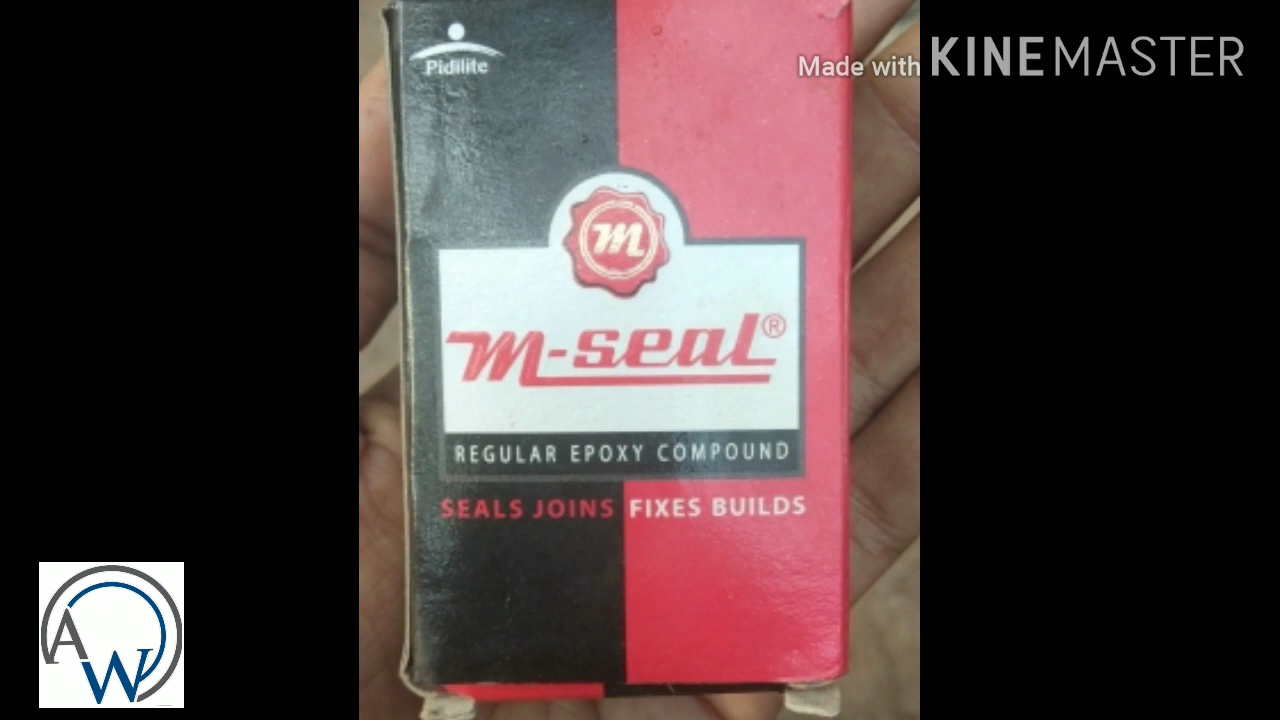 Pidilite
Made with KINEMASTER
m
m-seal®
REGULAR EPOXY COMPOUND
SEALS JOINS FIXES BUILDS
AW